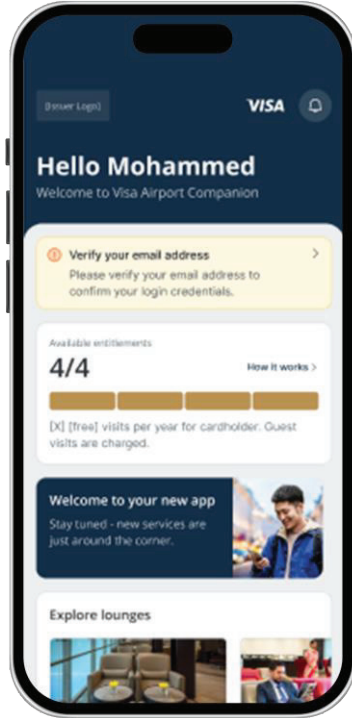 [Issuer Logo]
VISA
Hello Mohammed
Welcome to Visa Airport Companion
Verify your email address
Please verify your email address to
confirm your login credentials.
Available entitlements
4/4
How it works >
[X] [free] visits per year for cardholder. Guest
visits are charged.
Welcome to your new app
Stay tuned - new services are
just around the corner.
Explore lounges